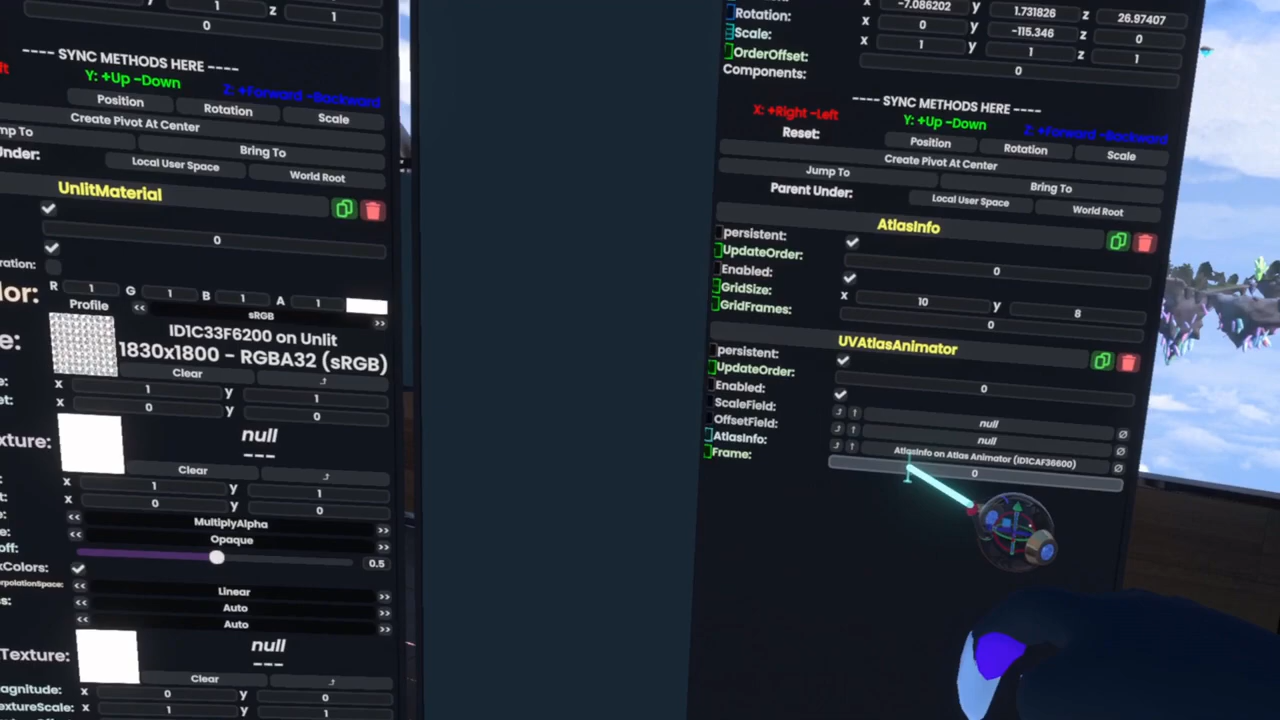 y 1 z 1
0
---- SYNC METHODS HERE ----
Y: +Up -Down
Z: +Forward -Backward
Position
Rotation
Scale
Create Pivot At Center
Bring To
Local User Space
World Root
UnlitMaterial
0
R 1 G 1 B 1 A 1
Profile
<< sRGB >>
ID1C33F6200 on Unlit
1830x1800 - RGBA32 (sRGB)
Clear
x 1 y 1
x 0 y 0
null
---
Clear
x 1 y 1
x 0 y 0
<< MultiplyAlpha >>
<< Opaque >>
0.5
<< Linear >>
<< Auto >>
<< Auto >>
null
---
Texture:
Clear
x 0 y 0
x 1 y 1
Rotation:
Scale:
OrderOffset:
Components:
x -7.086202 y 1.731826 z 26.97407
x 0 y -115.346 z 0
x 1 y 1 z 1
0
---- SYNC METHODS HERE ----
X: +Right -Left
Y: +Up -Down
Z: +Forward -Backward
Reset:
Position
Rotation
Scale
Create Pivot At Center
Jump To
Bring To
Parent Under:
Local User Space
World Root
AtlasInfo
persistent:
UpdateOrder: 0
Enabled:
GridSize: x 10 y 8
GridFrames: 0
UVAtlasAnimator
persistent:
UpdateOrder: 0
Enabled:
ScaleField: null
OffsetField: null
AtlasInfo: AtlasInfo on Atlas Animator (ID1CAF36600)
Frame: 0